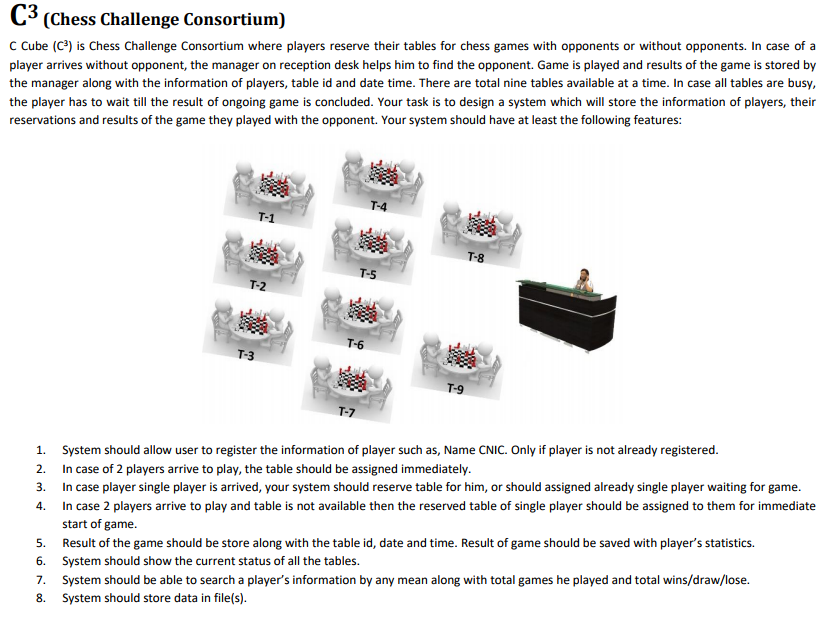 C3 (Chess Challenge Consortium)
C Cube (C³) is Chess Challenge Consortium where players reserve their tables for chess games with opponents or without opponents. In case of a
player arrives without opponent, the manager on reception desk helps him to find the opponent. Game is played and results of the game is stored by
the manager along with the information of players, table id and date time. There are total nine tables available at a time. In case all tables are busy,
the player has to wait till the result of ongoing game is concluded. Your task is to design a system which will store the information of players, their
reservations and results of the game they played with the opponent. Your system should have at least the following features:
T-1
T-4
T-8
T-2
T-5
T-3
T-6
T-9
T-7
1. System should allow user to register the information of player such as, Name CNIC. Only if player is not already registered.
2. In case of 2 players arrive to play, the table should be assigned immediately.
3. In case player single player is arrived, your system should reserve table for him, or should assigned already single player waiting for game.
4. In case 2 players arrive to play and table is not available then the reserved table of single player should be assigned to them for immediate
start of game.
5. Result of the game should be store along with the table id, date and time. Result of game should be saved with player's statistics.
6. System should show the current status of all the tables.
7. System should be able to search a player's information by any mean along with total games he played and total wins/draw/lose.
8. System should store data in file(s).